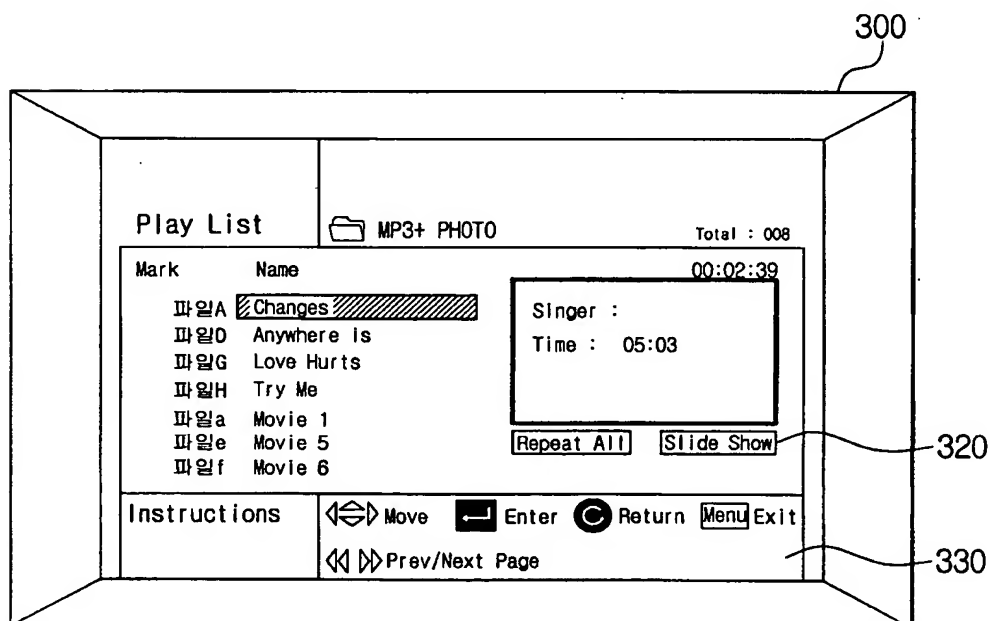 300
Play List
MP3+ PHOTO
Total : 008
Mark Name 00:02:39
파일A Changes
파일D Anywhere is
파일G Love Hurts
파일H Try Me
파일a Movie 1
파일e Movie 5
파일f Movie 6
Singer :
Time : 05:03
Repeat All Slide Show
320
Instructions
Move Enter Return Menu Exit
Prev/Next Page
330